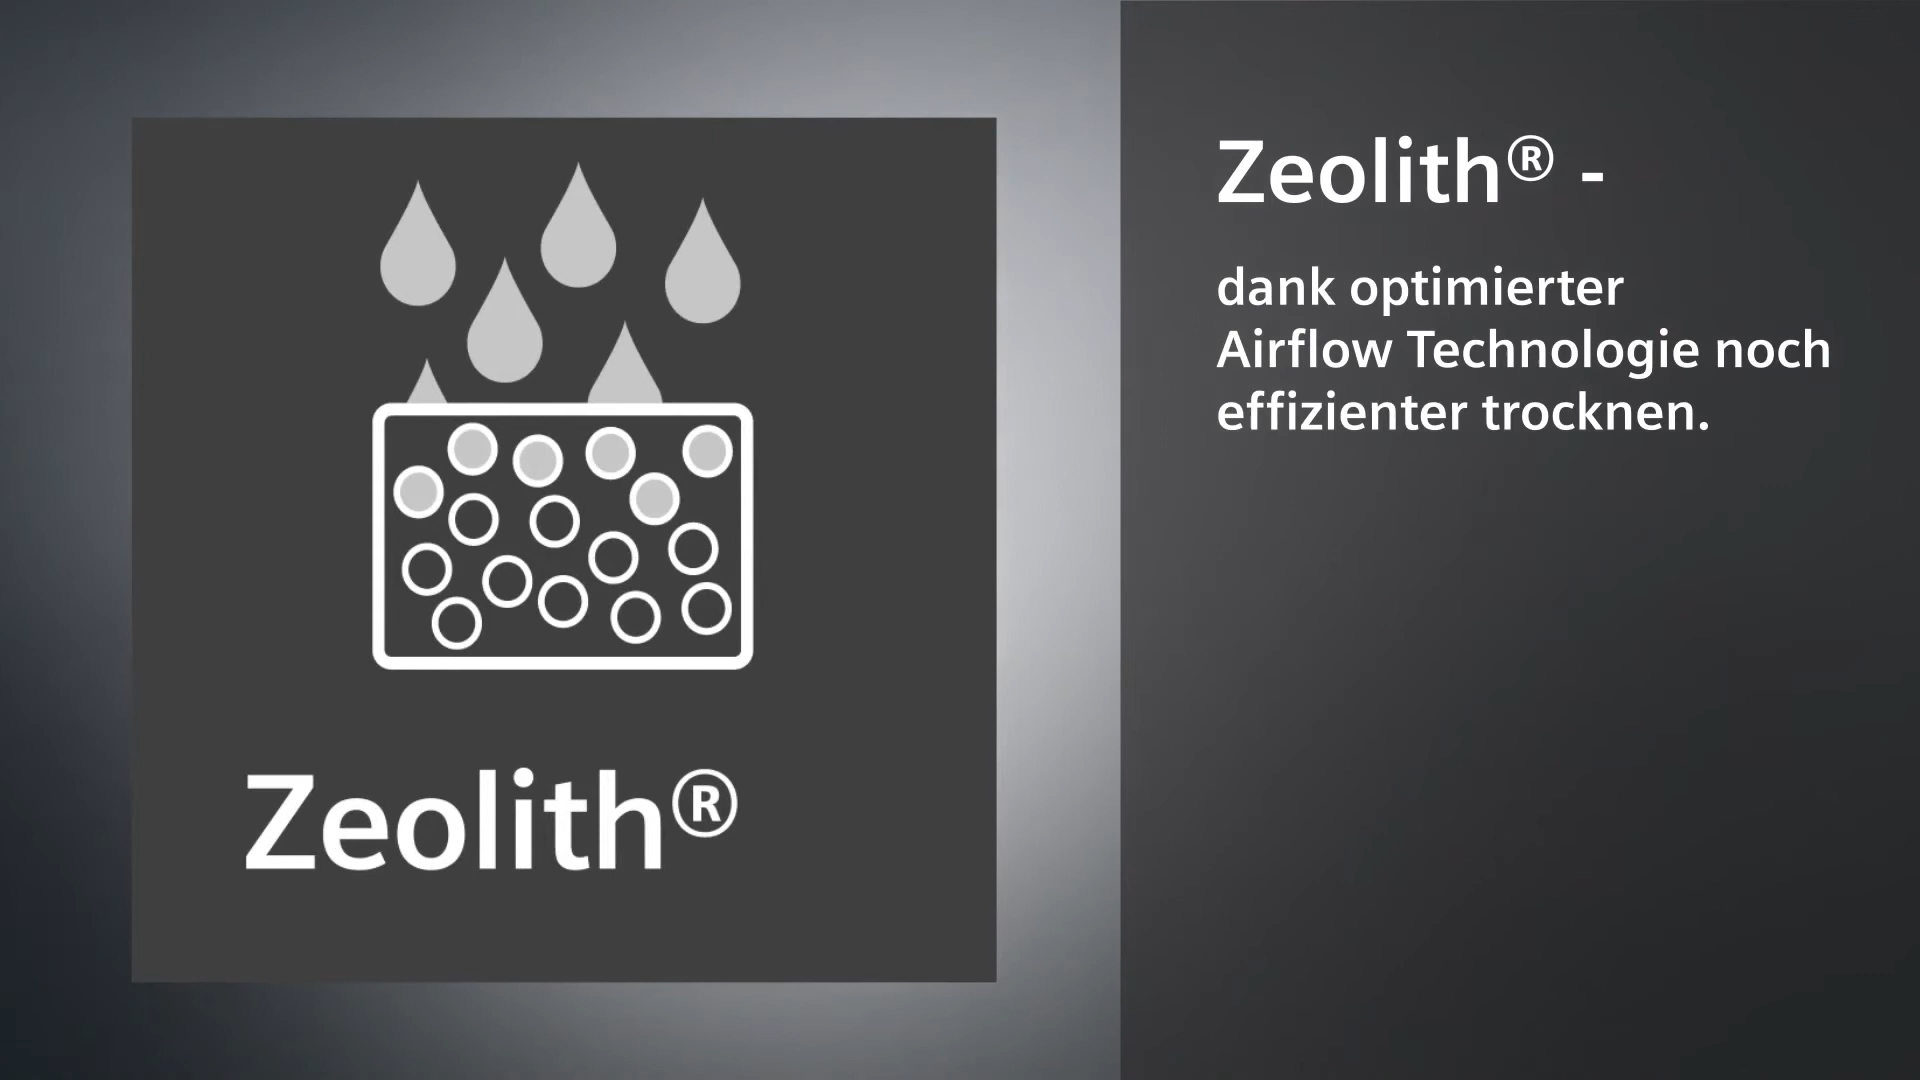 Zeolith®
Zeolith® -
dank optimierter
Airflow Technologie noch
effizienter trocknen.